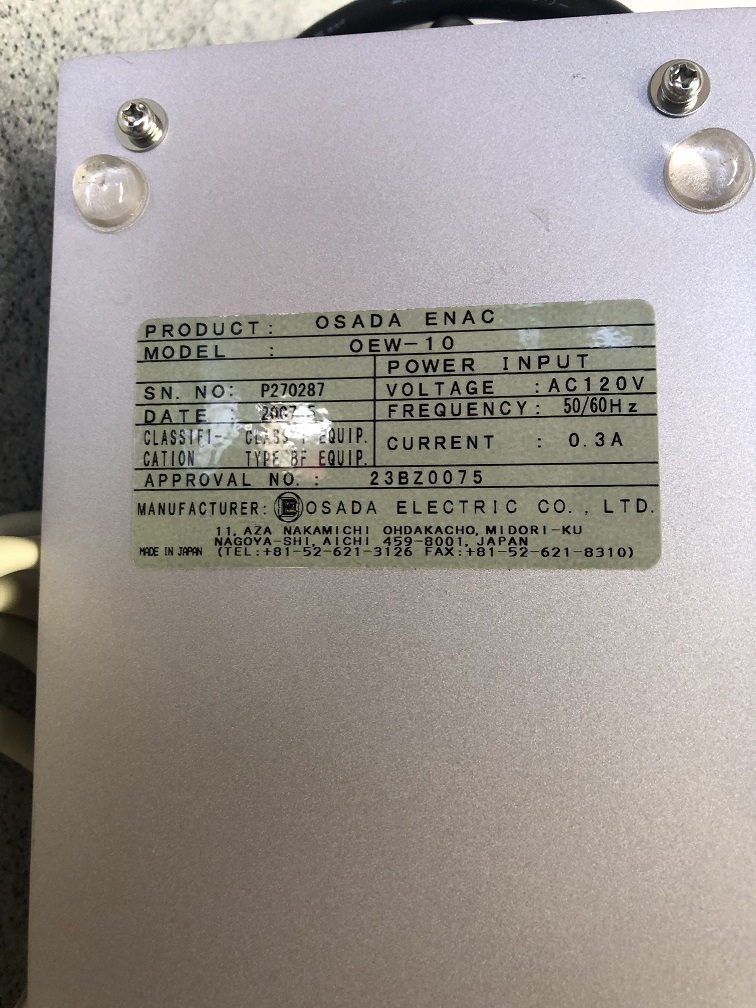 PRODUCT: OSADA ENAC
MODEL : OEW-10
POWER INPUT
SN. NO: P270287
VOLTAGE :AC120V
DATE : 2007.5
FREQUENCY: 50/60Hz
CLASSIFI- CLASS I EQUIP.
CATION TYPE BF EQUIP.
CURRENT : 0.3A
APPROVAL NO. : 23BZ0075
MANUFACTURER: OSADA ELECTRIC CO., LTD.
11, AZA NAKAMICHI OHDAKACHO, MIDORI-KU
NAGOYA-SHI, AICHI 459-8001, JAPAN
MADE IN JAPAN (TEL:+81-52-621-3126 FAX:+81-52-621-8310)